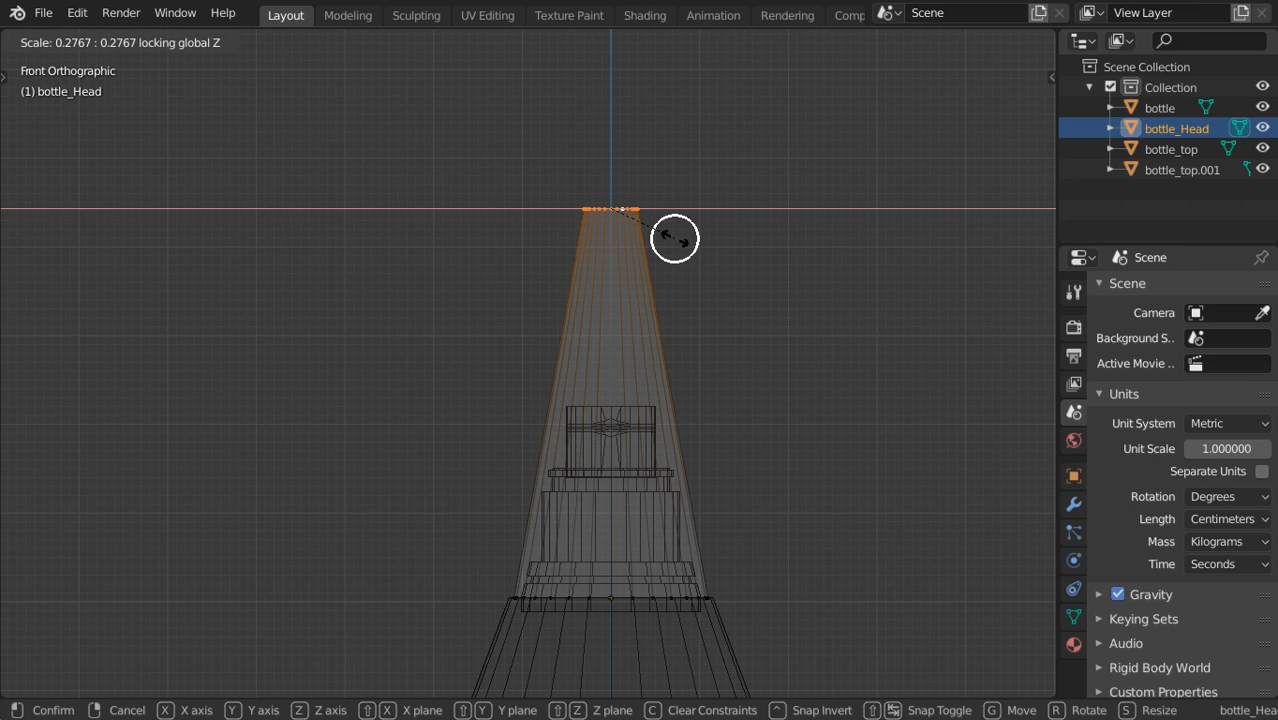 File Edit Render Window Help Layout Modeling Sculpting UV Editing Texture Paint Shading Animation Rendering Comp Scene View Layer
Scale: 0.2767 : 0.2767 locking global Z
Front Orthographic
(1) bottle_Head
Scene Collection
Collection
bottle
bottle_Head
bottle_top
bottle_top.001
Scene
Scene
Camera
Background S..
Active Movie ..
Units
Unit System Metric
Unit Scale 1.000000
Separate Units
Rotation Degrees
Length Centimeters
Mass Kilograms
Time Seconds
Gravity
Keying Sets
Audio
Rigid Body World
Custom Properties
Confirm Cancel X X axis Y Y axis Z Z axis X X plane Y Y plane Z Z plane C Clear Constraints Snap Invert Snap Toggle G Move R Rotate S Resize bottle_Hea